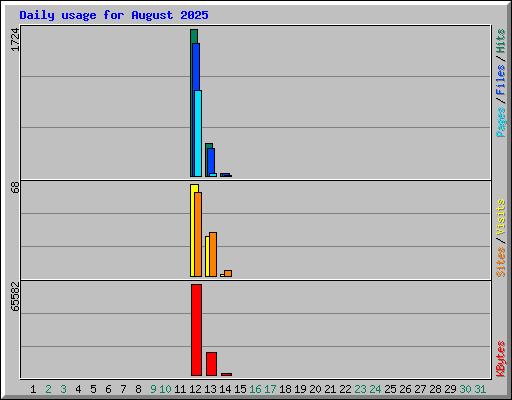 Daily usage for August 2025
1724
Pages / Files / Hits
68
Sites / Visits
65582
KBytes
1 2 3 4 5 6 7 8 9 10 11 12 13 14 15 16 17 18 19 20 21 22 23 24 25 26 27 28 29 30 31